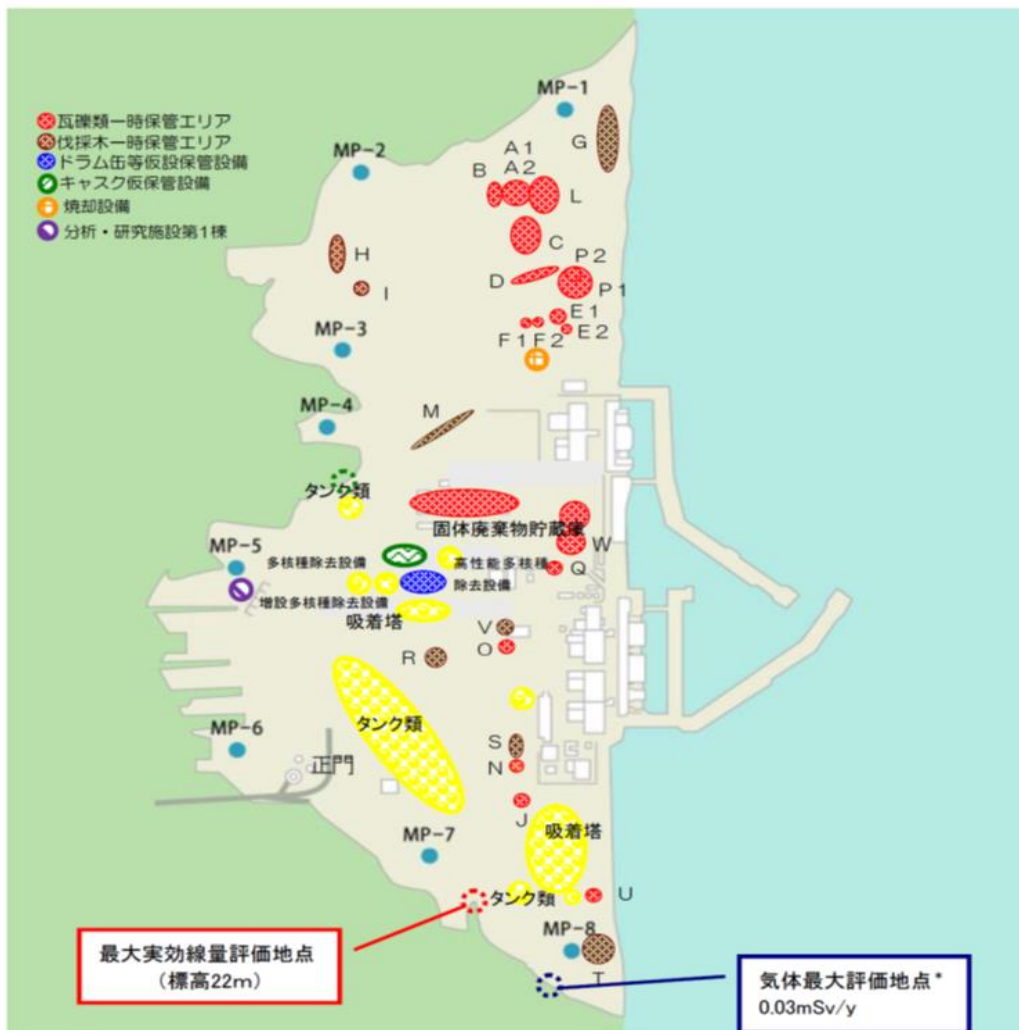 瓦礫類一時保管エリア
伐採木一時保管エリア
ドラム缶等仮設保管設備
キャスク仮保管設備
焼却設備
分析・研究施設第1棟
MP-1
G
MP-2
A1
A2
B
L
C
H
P2
D
P1
I
E1
E2
F1 F2
MP-3
MP-4
M
タンク類
固体廃棄物貯蔵庫
W
MP-5
多核種除去設備
高性能多核種
除去設備
Q
増設多核種除去設備
吸着塔
V
O
R
タンク類
MP-6
正門
S
N
J
吸着塔
MP-7
タンク類
U
MP-8
T
最大実効線量評価地点
(標高22m)
気体最大評価地点*
0.03mSv/y